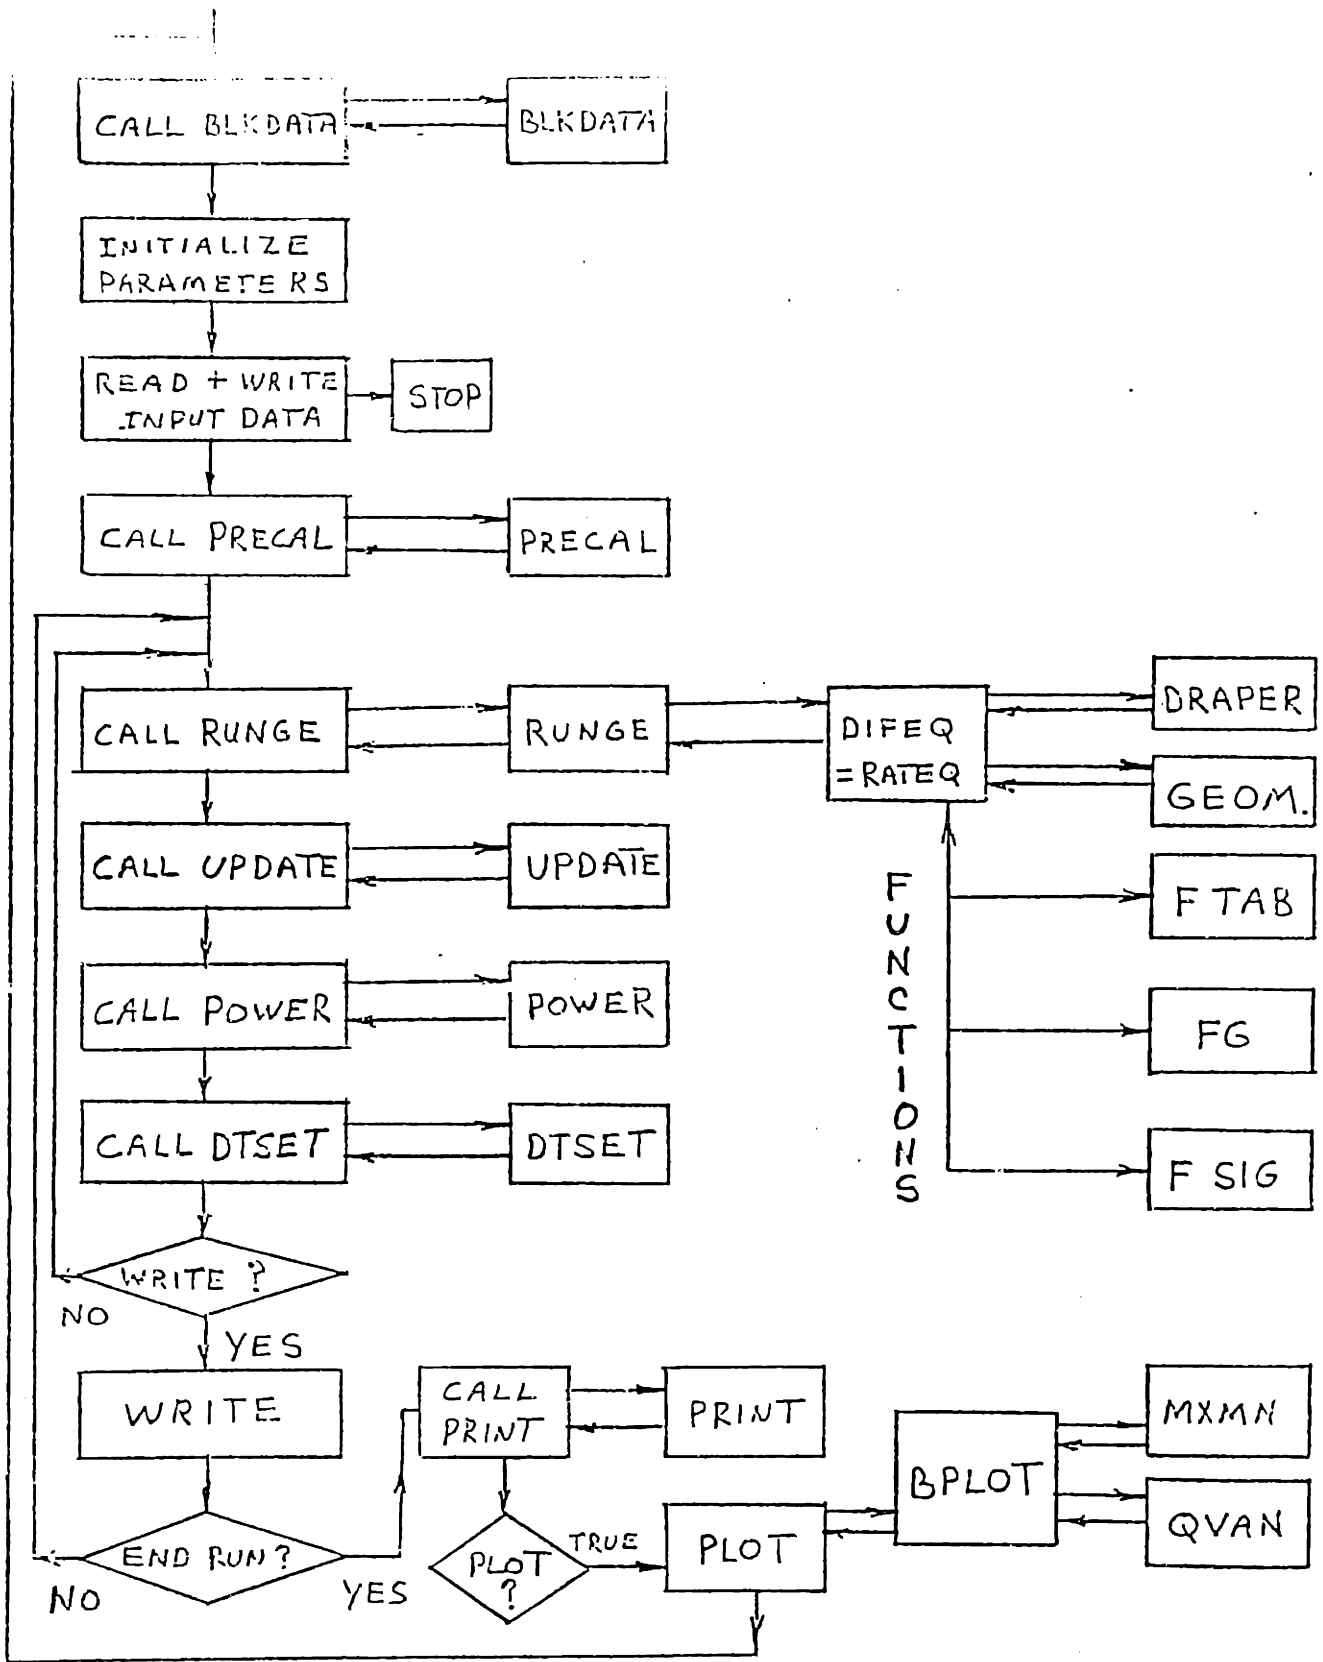 CALL BLKDATA
BLKDATA
INITIALIZE
PARAMETERS
READ + WRITE
INPUT DATA
STOP
CALL PRECAL
PRECAL
CALL RUNGE
RUNGE
DIFEQ
=RATEQ
DRAPER
GEOM.
CALL UPDATE
UPDATE
FUNCTIONS
F TAB
CALL POWER
POWER
FG
CALL DTSET
DTSET
F SIG
WRITE ?
NO
YES
WRITE
CALL
PRINT
PRINT
MXMN
BPLOT
QVAN
END RUN?
NO
YES
PLOT
?
TRUE
PLOT